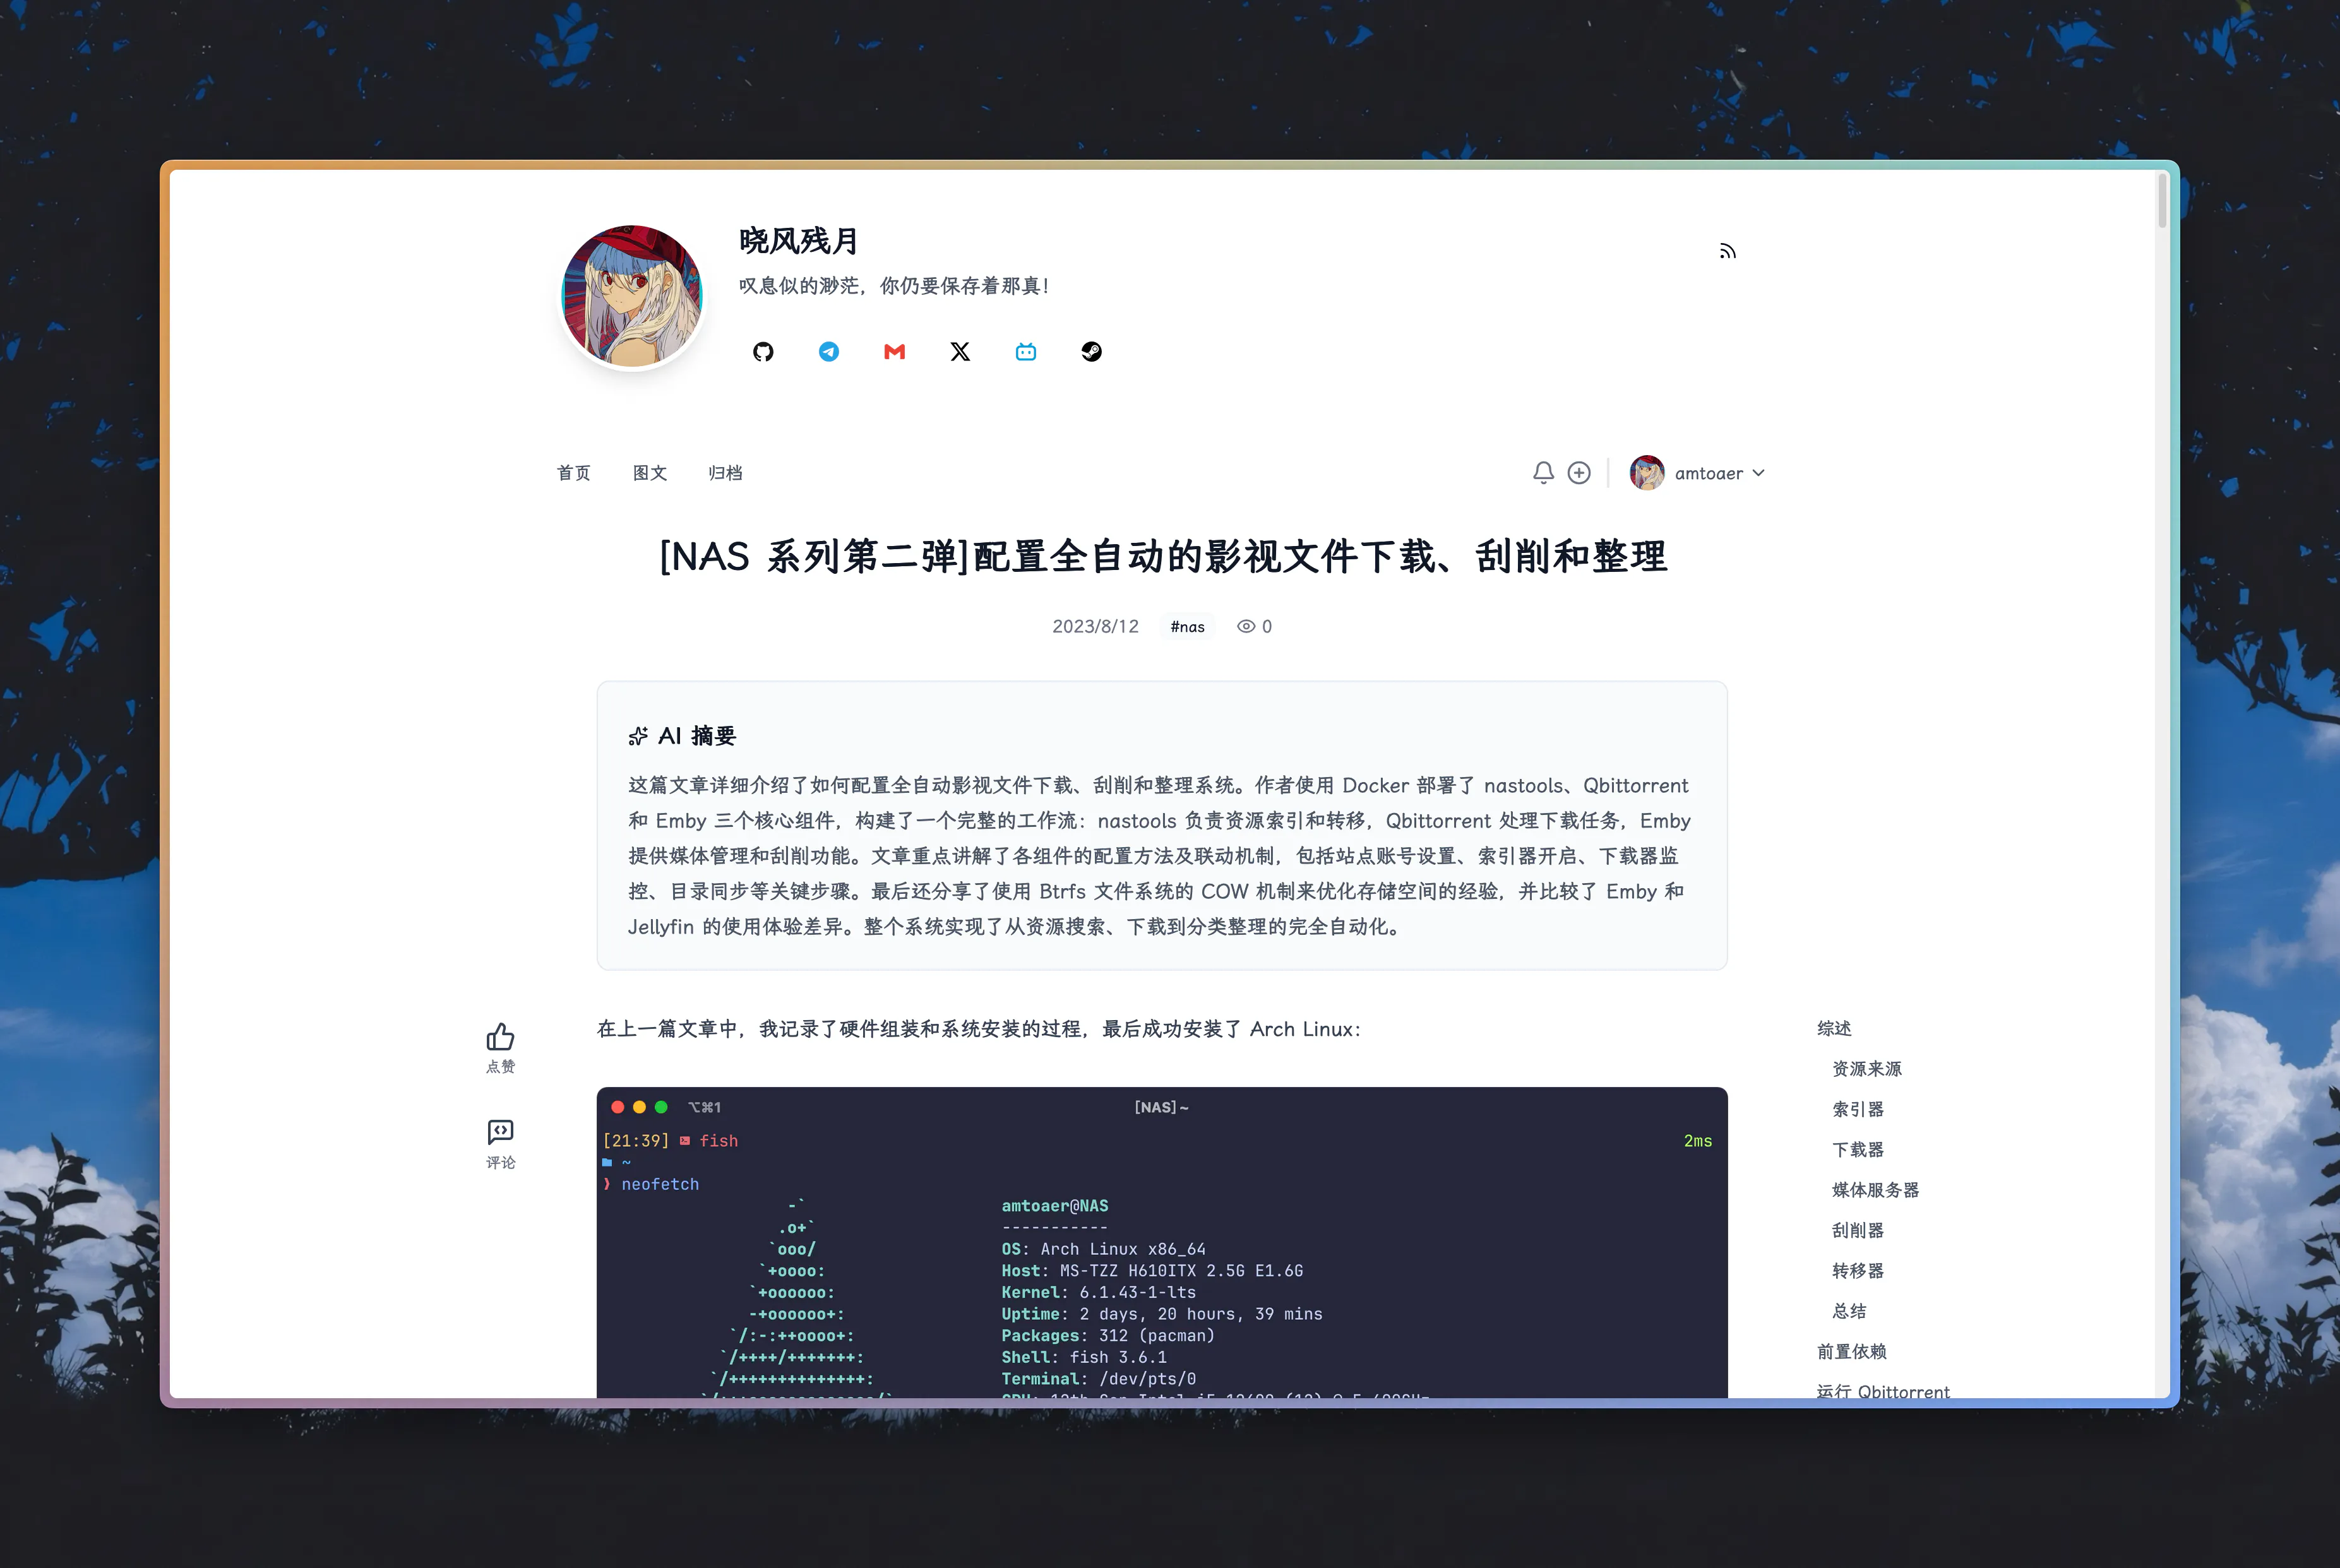 晓风残月
叹息似的渺茫，你仍要保存着那真！
首页 图文 归档
amtoaer
[NAS 系列第二弹]配置全自动的影视文件下载、刮削和整理
2023/8/12 #nas 0
AI 摘要
这篇文章详细介绍了如何配置全自动影视文件下载、刮削和整理系统。作者使用 Docker 部署了 nastools、Qbittorrent
和 Emby 三个核心组件，构建了一个完整的工作流：nastools 负责资源索引和转移，Qbittorrent 处理下载任务，Emby
提供媒体管理和刮削功能。文章重点讲解了各组件的配置方法及联动机制，包括站点账号设置、索引器开启、下载器监
控、目录同步等关键步骤。最后还分享了使用 Btrfs 文件系统的 COW 机制来优化存储空间的经验，并比较了 Emby 和
Jellyfin 的使用体验差异。整个系统实现了从资源搜索、下载到分类整理的完全自动化。
点赞
评论
在上一篇文章中，我记录了硬件组装和系统安装的过程，最后成功安装了 Arch Linux：
⌥⌘1 [NAS] ~
[21:39] fish 2ms
~
❯ neofetch
-`
.o+`
`ooo/
`+oooo:
`+oooooo:
-+oooooo+:
`/:-:++oooo+:
`/++++/+++++++:
`/++++++++++++++:
amtoaer@NAS
-----------
OS: Arch Linux x86_64
Host: MS-TZZ H610ITX 2.5G E1.6G
Kernel: 6.1.43-1-lts
Uptime: 2 days, 20 hours, 39 mins
Packages: 312 (pacman)
Shell: fish 3.6.1
Terminal: /dev/pts/0
综述
资源来源
索引器
下载器
媒体服务器
刮削器
转移器
总结
前置依赖
运行 Qbittorrent